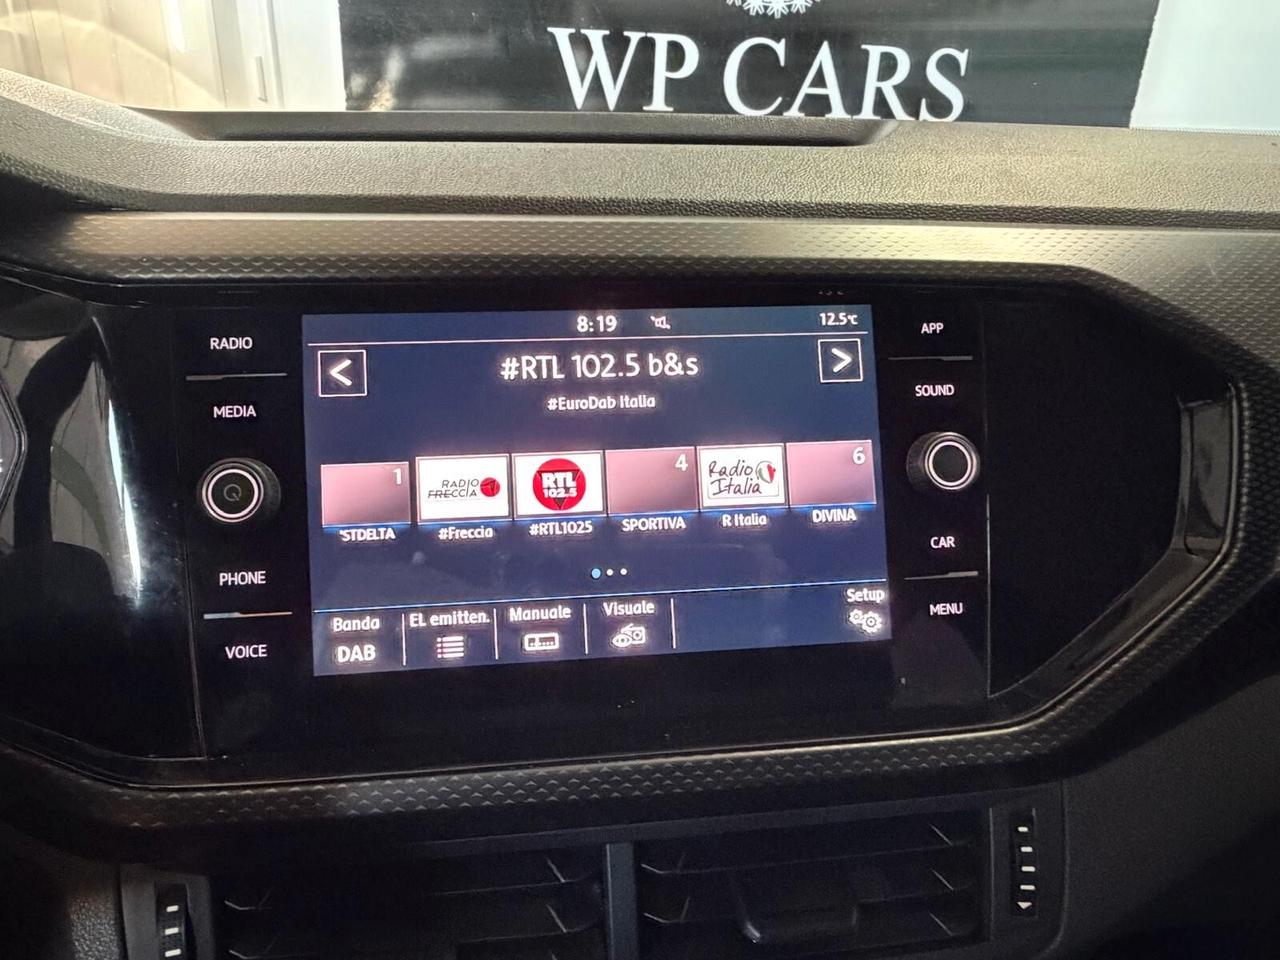 WP CARS
RADIO
MEDIA
PHONE
VOICE
8:19
12.5°C
<
#RTL 102.5 b&s
>
#EuroDab Italia
1
RADIO
FRECCIA
RTL
102.5
4
Radio
Italia
6
'STDELTA
#Freccia
#RTL1025
SPORTIVA
R Italia
DIVINA
Banda
DAB
El. emitten.
Manuale
Visuale
Setup
APP
SOUND
CAR
MENU